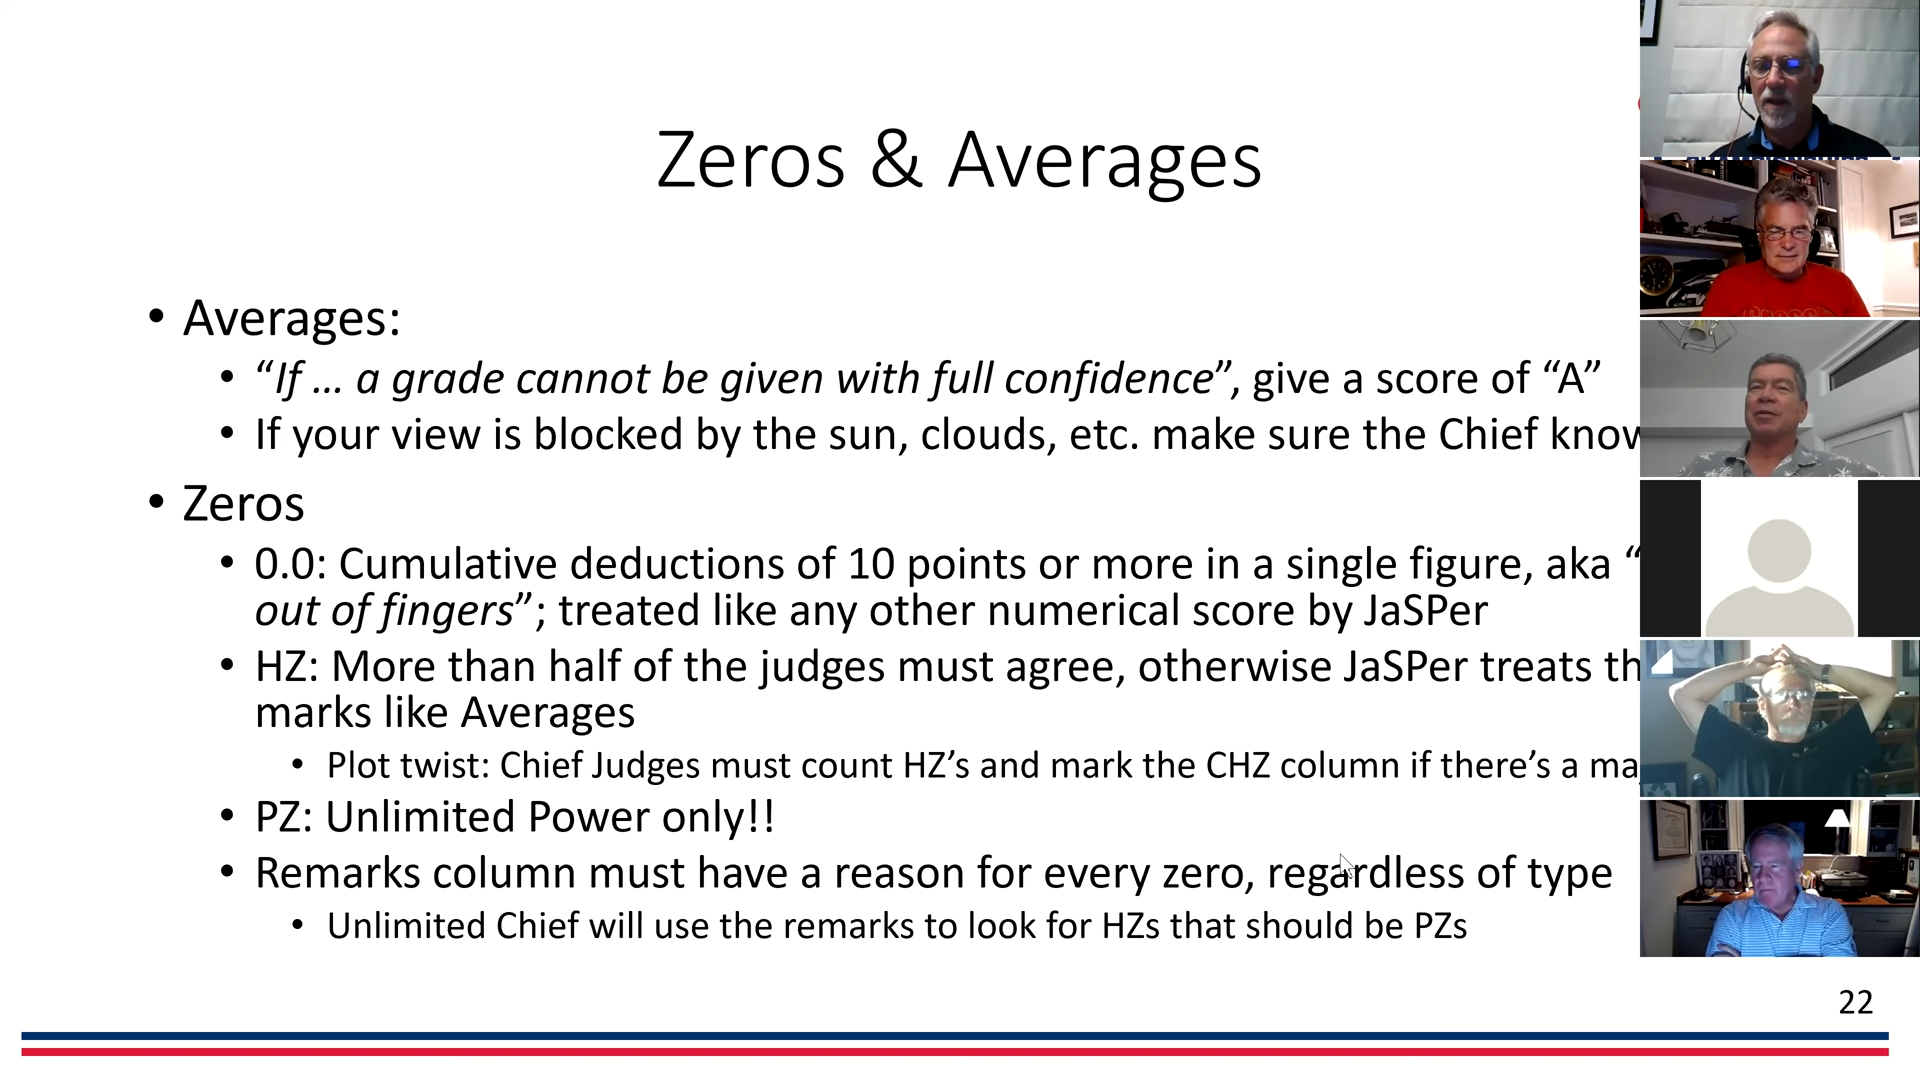 Zeros & Averages
• Averages:
• “If ... a grade cannot be given with full confidence”, give a score of “A”
• If your view is blocked by the sun, clouds, etc. make sure the Chief
• Zeros
• 0.0: Cumulative deductions of 10 points or more in a single figure, aka “
out of fingers”; treated like any other numerical score by JaSPer
• HZ: More than half of the judges must agree, otherwise JaSPer treats
marks like Averages
• Plot twist: Chief Judges must count HZ’s and mark the CHZ column if there’s a
• PZ: Unlimited Power only!!
• Remarks column must have a reason for every zero, regardless of type
• Unlimited Chief will use the remarks to look for HZs that should be PZs
22